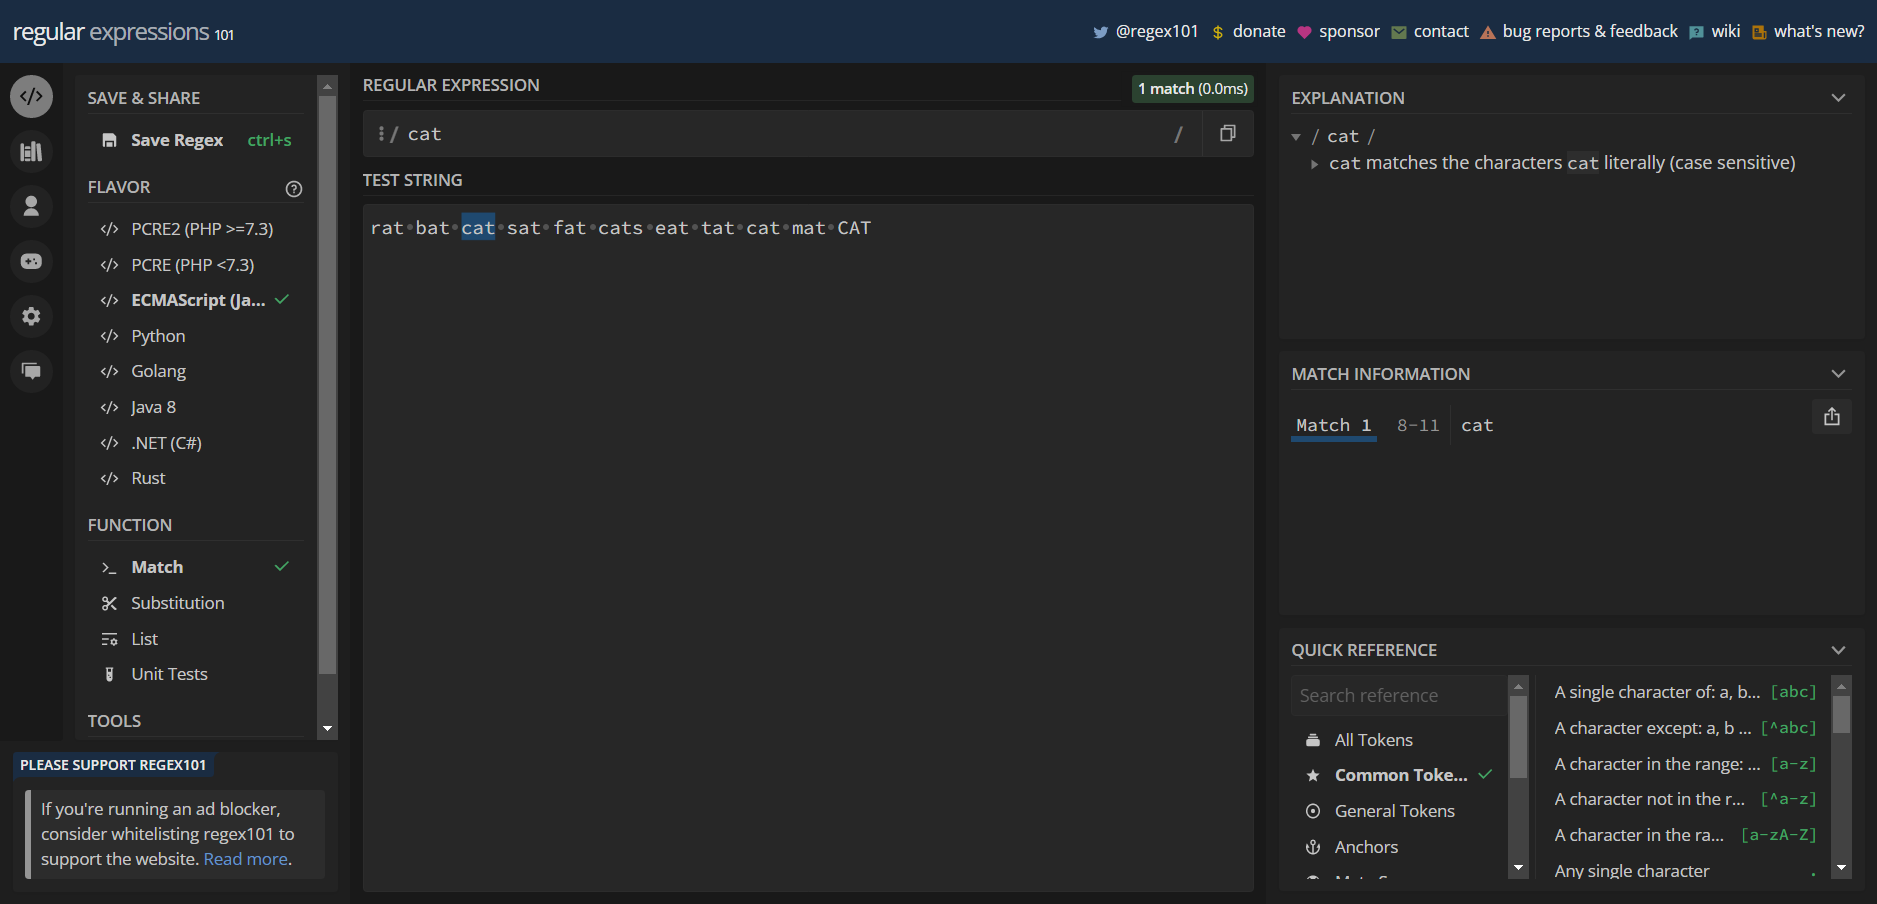 regular expressions 101
@regex101 $ donate sponsor contact bug reports & feedback wiki what's new?
SAVE & SHARE
Save Regex ctrl+s
FLAVOR
PCRE2 (PHP >=7.3)
PCRE (PHP <7.3)
ECMAScript (Ja...
Python
Golang
Java 8
.NET (C#)
Rust
FUNCTION
Match
Substitution
List
Unit Tests
TOOLS
PLEASE SUPPORT REGEX101
If you're running an ad blocker,
consider whitelisting regex101 to
support the website. Read more.
REGULAR EXPRESSION
1 match (0.0ms)
/ cat /
TEST STRING
rat·bat·cat·sat·fat·cats·eat·tat·cat·mat·CAT
EXPLANATION
/ cat /
cat matches the characters cat literally (case sensitive)
MATCH INFORMATION
Match 1 8-11 cat
QUICK REFERENCE
Search reference
All Tokens
Common Toke...
General Tokens
Anchors
A single character of: a, b... [abc]
A character except: a, b ... [^abc]
A character in the range: ... [a-z]
A character not in the r... [^a-z]
A character in the ra... [a-zA-Z]
Any single character .